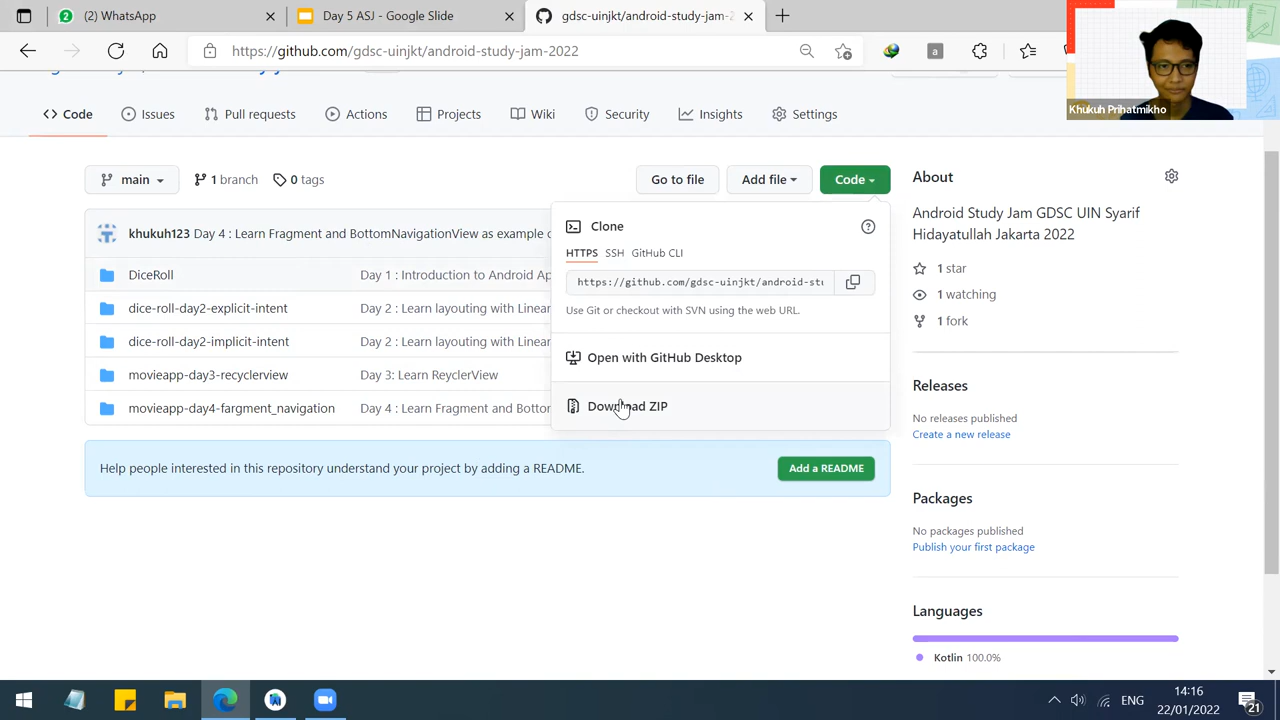 (2) WhatsApp
Day 5 ASJ - Google Slides
gdsc-uinjkt/android-study-jam-2
https://github.com/gdsc-uinjkt/android-study-jam-2022
a
Khukuh Prihatmikho
Code
Issues
Pull requests
Wiki
Security
Insights
Settings
main
1 branch
0 tags
Go to file
Add file
Code
About
Android Study Jam GDSC UIN Syarif
Hidayatullah Jakarta 2022
1 star
1 watching
1 fork
Clone
HTTPS SSH GitHub CLI
https://github.com/gdsc-uinjkt/android-stu
Use Git or checkout with SVN using the web URL.
Open with GitHub Desktop
Download ZIP
khukuh123 Day 4 : Learn Fragment and BottomNavigationView as example c
DiceRoll Day 1 : Introduction to Android Ap
dice-roll-day2-explicit-intent Day 2 : Learn layouting with Linear
dice-roll-day2-implicit-intent Day 2 : Learn layouting with Linear
movieapp-day3-recyclerview Day 3: Learn ReyclerView
movieapp-day4-fargment_navigation Day 4 : Learn Fragment and Bottom
Help people interested in this repository understand your project by adding a README.
Add a README
Releases
No releases published
Create a new release
Packages
No packages published
Publish your first package
Languages
Kotlin 100.0%
ENG
14:16
22/01/2022
21